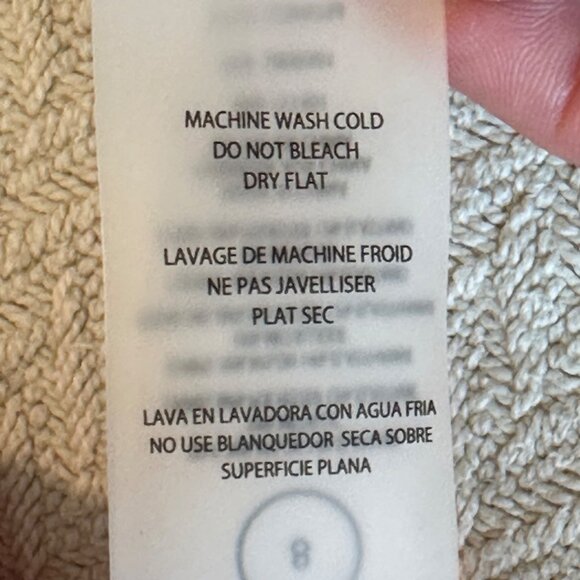 MACHINE WASH COLD
DO NOT BLEACH
DRY FLAT
LAVAGE DE MACHINE FROID
NE PAS JAVELLISER
PLAT SEC
LAVA EN LAVADORA CON AGUA FRIA
NO USE BLANQUEDOR SECA SOBRE
SUPERFICIE PLANA
8